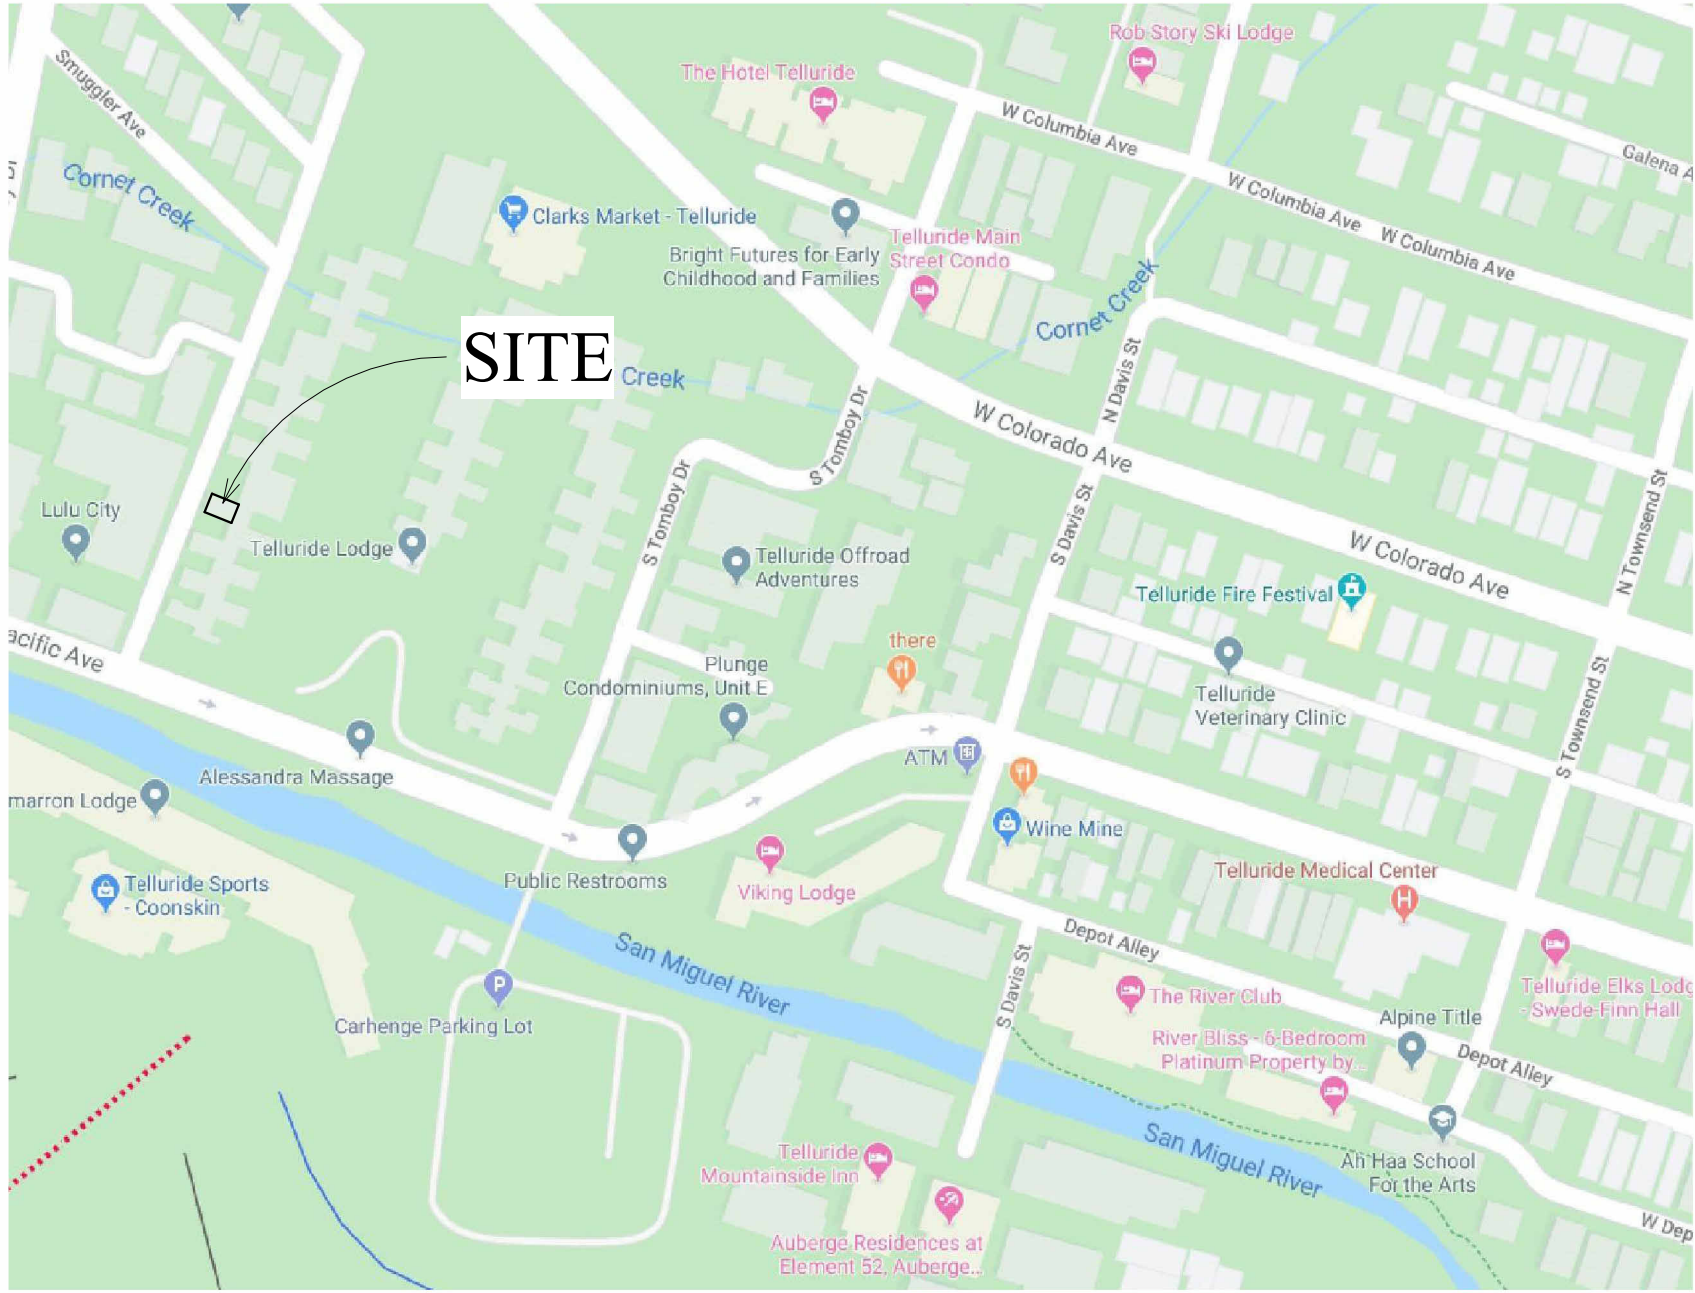 Rob Story Ski Lodge
The Hotel Telluride
Smuggler Ave
W Columbia Ave
Galena A
Cornet Creek
W Columbia Ave
W Columbia Ave
Clarks Market - Telluride
Bright Futures for Early
Childhood and Families
Telluride Main
Street Condo
Cornet Creek
SITE
Creek
N Davis St
W Colorado Ave
S Tomboy Dr
S Tomboy Dr
Lulu City
Telluride Lodge
Telluride Offroad
Adventures
S Davis St
W Colorado Ave
N Townsend St
Telluride Fire Festival
acific Ave
there
Plunge
Condominiums, Unit E
Telluride
Veterinary Clinic
S Townsend St
ATM
Alessandra Massage
marron Lodge
Wine Mine
Telluride Sports
- Coonskin
Public Restrooms
Viking Lodge
Telluride Medical Center
H
Depot Alley
San Miguel River
S Davis St
P
Carhenge Parking Lot
The River Club
Telluride Elks Lodg
- Swede-Finn Hall
Alpine Title
River Bliss - 6-Bedroom
Platinum Property by...
Depot Alley
Telluride
Mountainside Inn
San Miguel River
Ah Haa School
For the Arts
W Dep
Auberge Residences at
Element 52, Auberge...